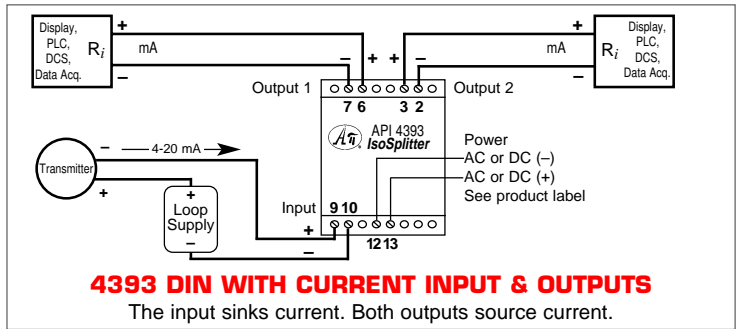 Display,
PLC,
DCS,
Data Acq.
Ri
+
–
mA
Output 1
– + + –
7 6 3 2
Output 2
+
–
mA
Ri
Display,
PLC,
DCS,
Data Acq.
API 4393
IsoSplitter
Transmitter
–
+
4-20 mA
+
Loop
Supply
–
Input
+
–
9 10
12 13
Power
AC or DC (–)
AC or DC (+)
See product label
4393 DIN WITH CURRENT INPUT & OUTPUTS
The input sinks current. Both outputs source current.